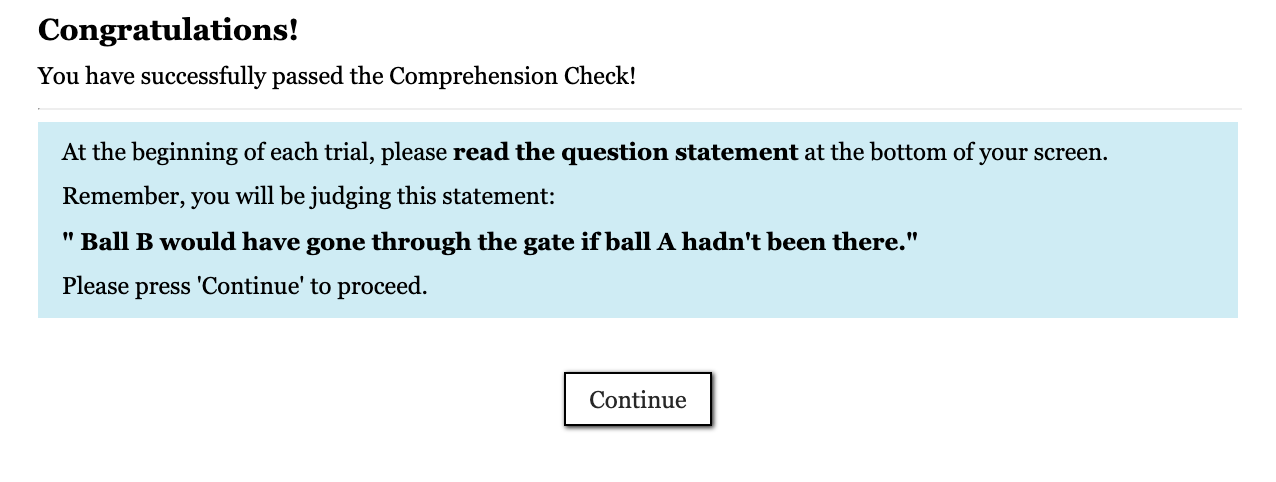 Congratulations!
You have successfully passed the Comprehension Check!
At the beginning of each trial, please read the question statement at the bottom of your screen.
Remember, you will be judging this statement:
" Ball B would have gone through the gate if ball A hadn't been there."
Please press 'Continue' to proceed.
Continue